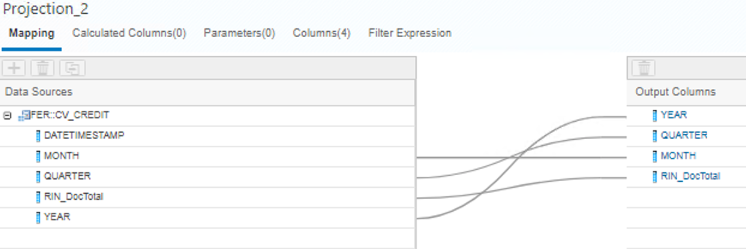 Projection_2
Mapping Calculated Columns(0) Parameters(0) Columns(4) Filter Expression
Data Sources
FER::CV_CREDIT
DATETIMESTAMP
MONTH
QUARTER
RIN_DocTotal
YEAR
Output Columns
YEAR
QUARTER
MONTH
RIN_DocTotal